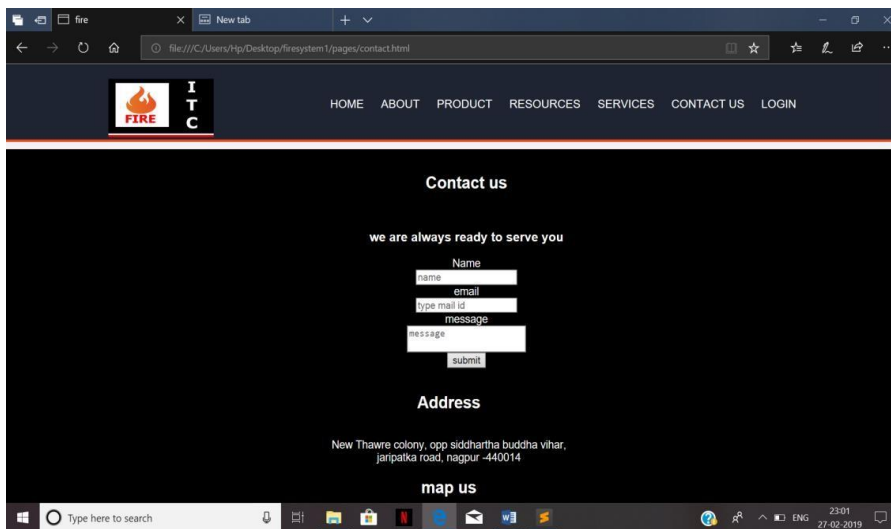 fire
New tab
file:///C:/Users/Hp/Desktop/firesystem1/pages/contact.html
FIRE
I
T
C
HOME ABOUT PRODUCT RESOURCES SERVICES CONTACT US LOGIN
Contact us
we are always ready to serve you
Name
name
email
type mail id
message
message
submit
Address
New Thawre colony, opp siddhartha buddha vihar,
jaripatka road, nagpur -440014
map us
Type here to search
ENG
23:01
27-02-2019